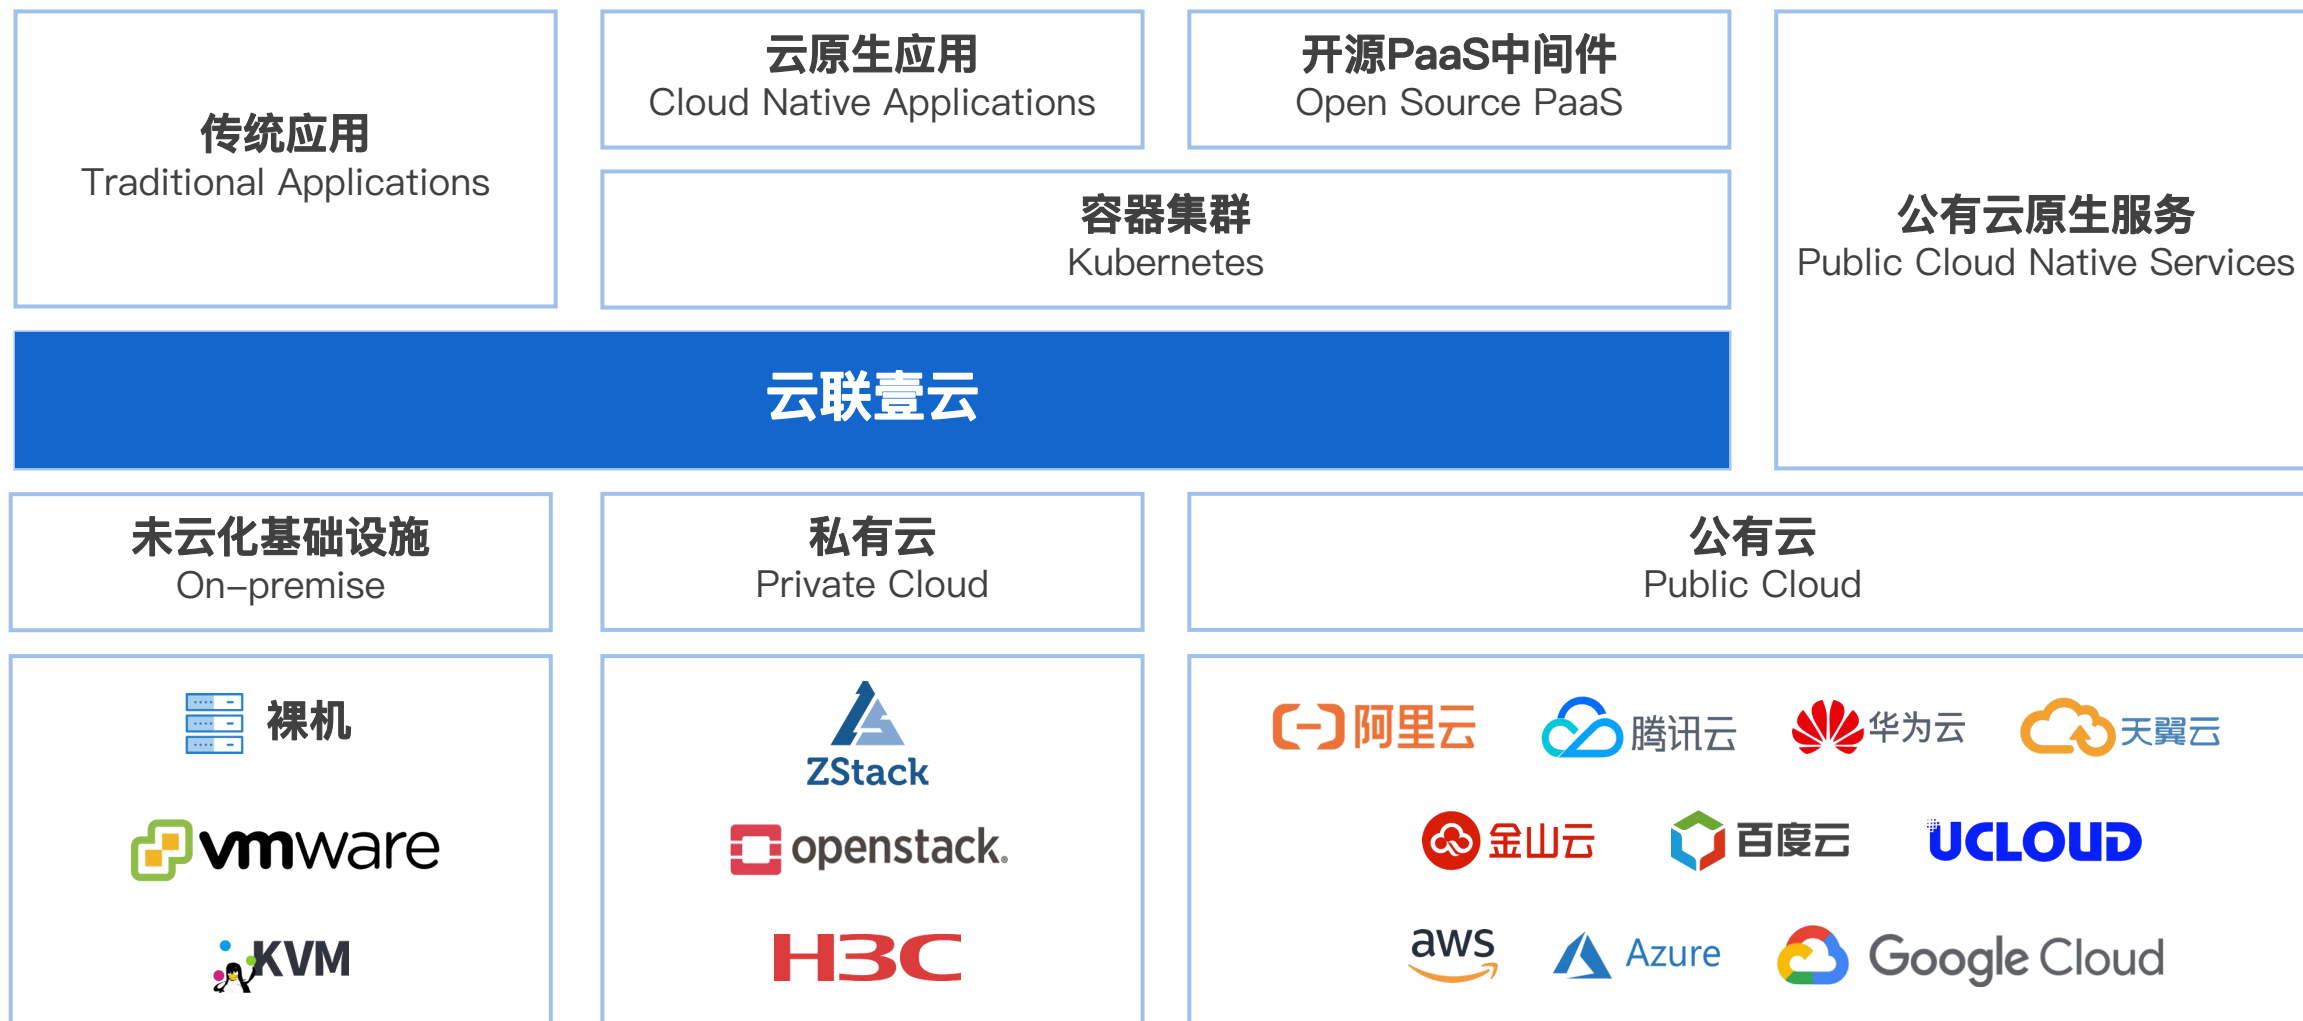 传统应用
Traditional Applications
云原生应用
Cloud Native Applications
开源PaaS中间件
Open Source PaaS
容器集群
Kubernetes
公有云原生服务
Public Cloud Native Services
云联壹云
未云化基础设施
On-premise
私有云
Private Cloud
公有云
Public Cloud
裸机
vmware
KVM
ZStack
openstack.
H3C
阿里云
腾讯云
华为云
天翼云
金山云
百度云
UCLOUD
aws
Azure
Google Cloud